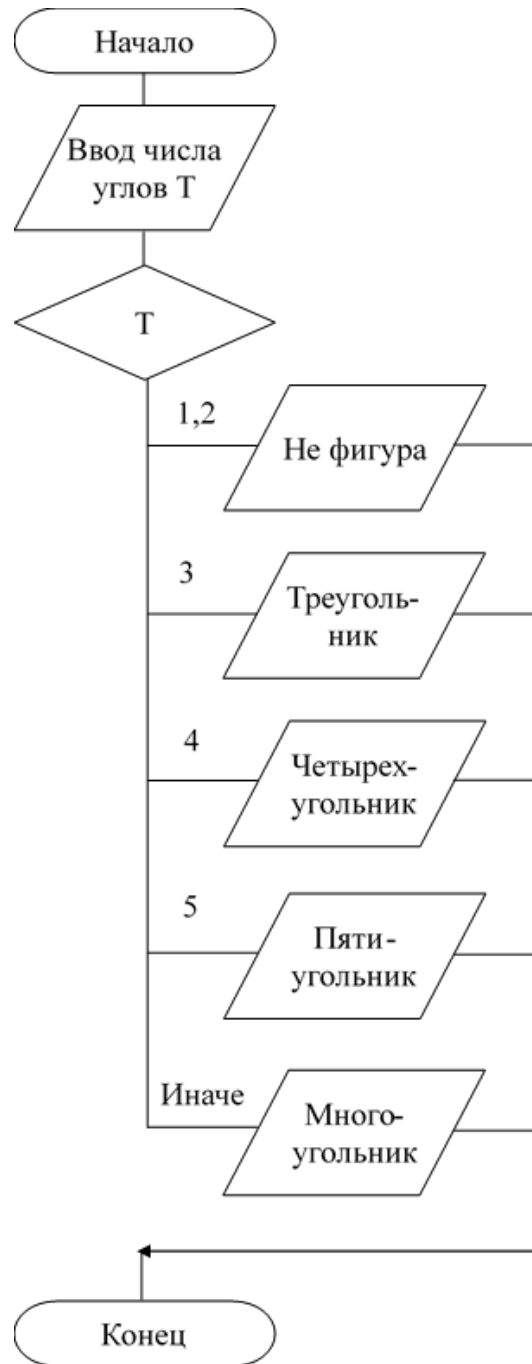 Начало
Ввод числа
углов Т
Т
1,2
Не фигура
3
Треуголь-
ник
4
Четырех-
угольник
5
Пяти-
угольник
Иначе
Много-
угольник
Конец